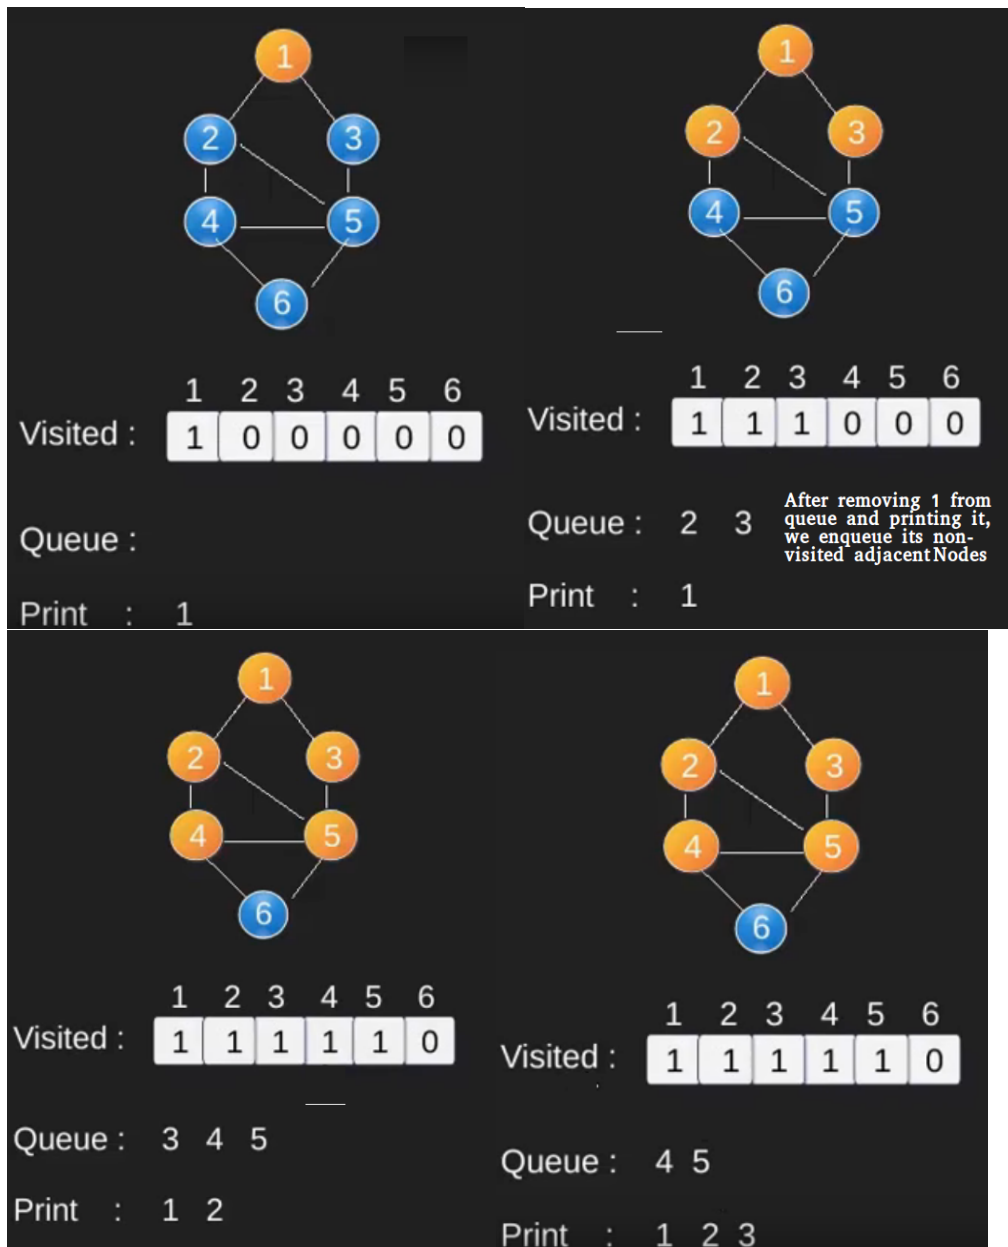 1
2 3
4 5
6
1 2 3 4 5 6
Visited :
1 0 0 0 0 0
Queue :
Print : 1
1
2 3
4 5
6
1 2 3 4 5 6
Visited :
1 1 1 0 0 0
Queue : 2 3
After removing 1 from
queue and printing it,
we enqueue its non-
visited adjacent Nodes
Print : 1
1
2 3
4 5
6
1 2 3 4 5 6
Visited :
1 1 1 1 1 0
Queue : 3 4 5
Print : 1 2
1
2 3
4 5
6
1 2 3 4 5 6
Visited :
1 1 1 1 1 0
Queue : 4 5
Print : 1 2 3